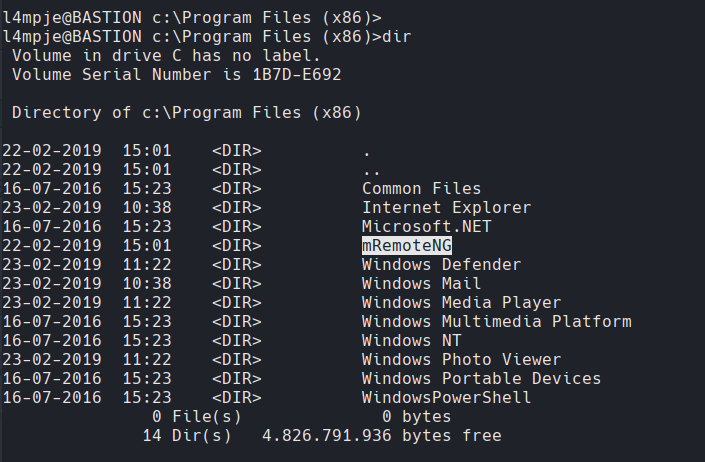 l4mpje@BASTION c:\Program Files (x86)>
l4mpje@BASTION c:\Program Files (x86)>dir
 Volume in drive C has no label.
 Volume Serial Number is 1B7D-E692

 Directory of c:\Program Files (x86)

22-02-2019  15:01    <DIR>          .
22-02-2019  15:01    <DIR>          ..
16-07-2016  15:23    <DIR>          Common Files
23-02-2019  10:38    <DIR>          Internet Explorer
16-07-2016  15:23    <DIR>          Microsoft.NET
22-02-2019  15:01    <DIR>          mRemoteNG
23-02-2019  11:22    <DIR>          Windows Defender
23-02-2019  10:38    <DIR>          Windows Mail
23-02-2019  11:22    <DIR>          Windows Media Player
16-07-2016  15:23    <DIR>          Windows Multimedia Platform
16-07-2016  15:23    <DIR>          Windows NT
23-02-2019  11:22    <DIR>          Windows Photo Viewer
16-07-2016  15:23    <DIR>          Windows Portable Devices
16-07-2016  15:23    <DIR>          WindowsPowerShell
               0 File(s)              0 bytes
              14 Dir(s)   4.826.791.936 bytes free